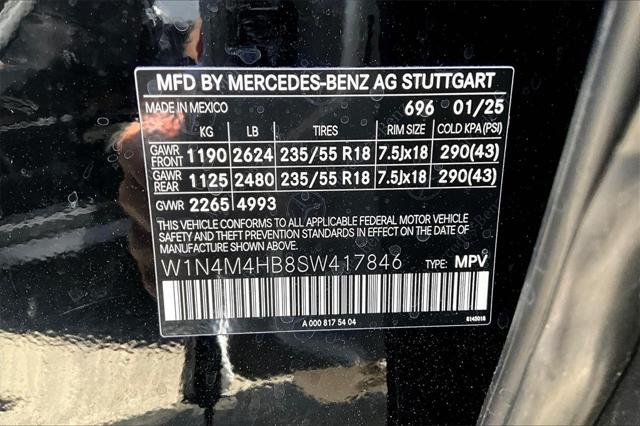 MFD BY MERCEDES-BENZ AG STUTTGART
MADE IN MEXICO 696 01/25
KG LB TIRES RIM SIZE COLD KPA (PSI)
GAWR FRONT 1190 2624 235/55 R18 7.5Jx18 290(43)
GAWR REAR 1125 2480 235/55 R18 7.5Jx18 290(43)
GVWR 2265 4993
THIS VEHICLE CONFORMS TO ALL APPLICABLE FEDERAL MOTOR VEHICLE
SAFETY AND THEFT PREVENTION STANDARDS IN EFFECT ON THE DATE OF
MANUFACTURE SHOWN ABOVE.
W1N4M4HB8SW417846 TYPE: MPV
A 000 817 54 04